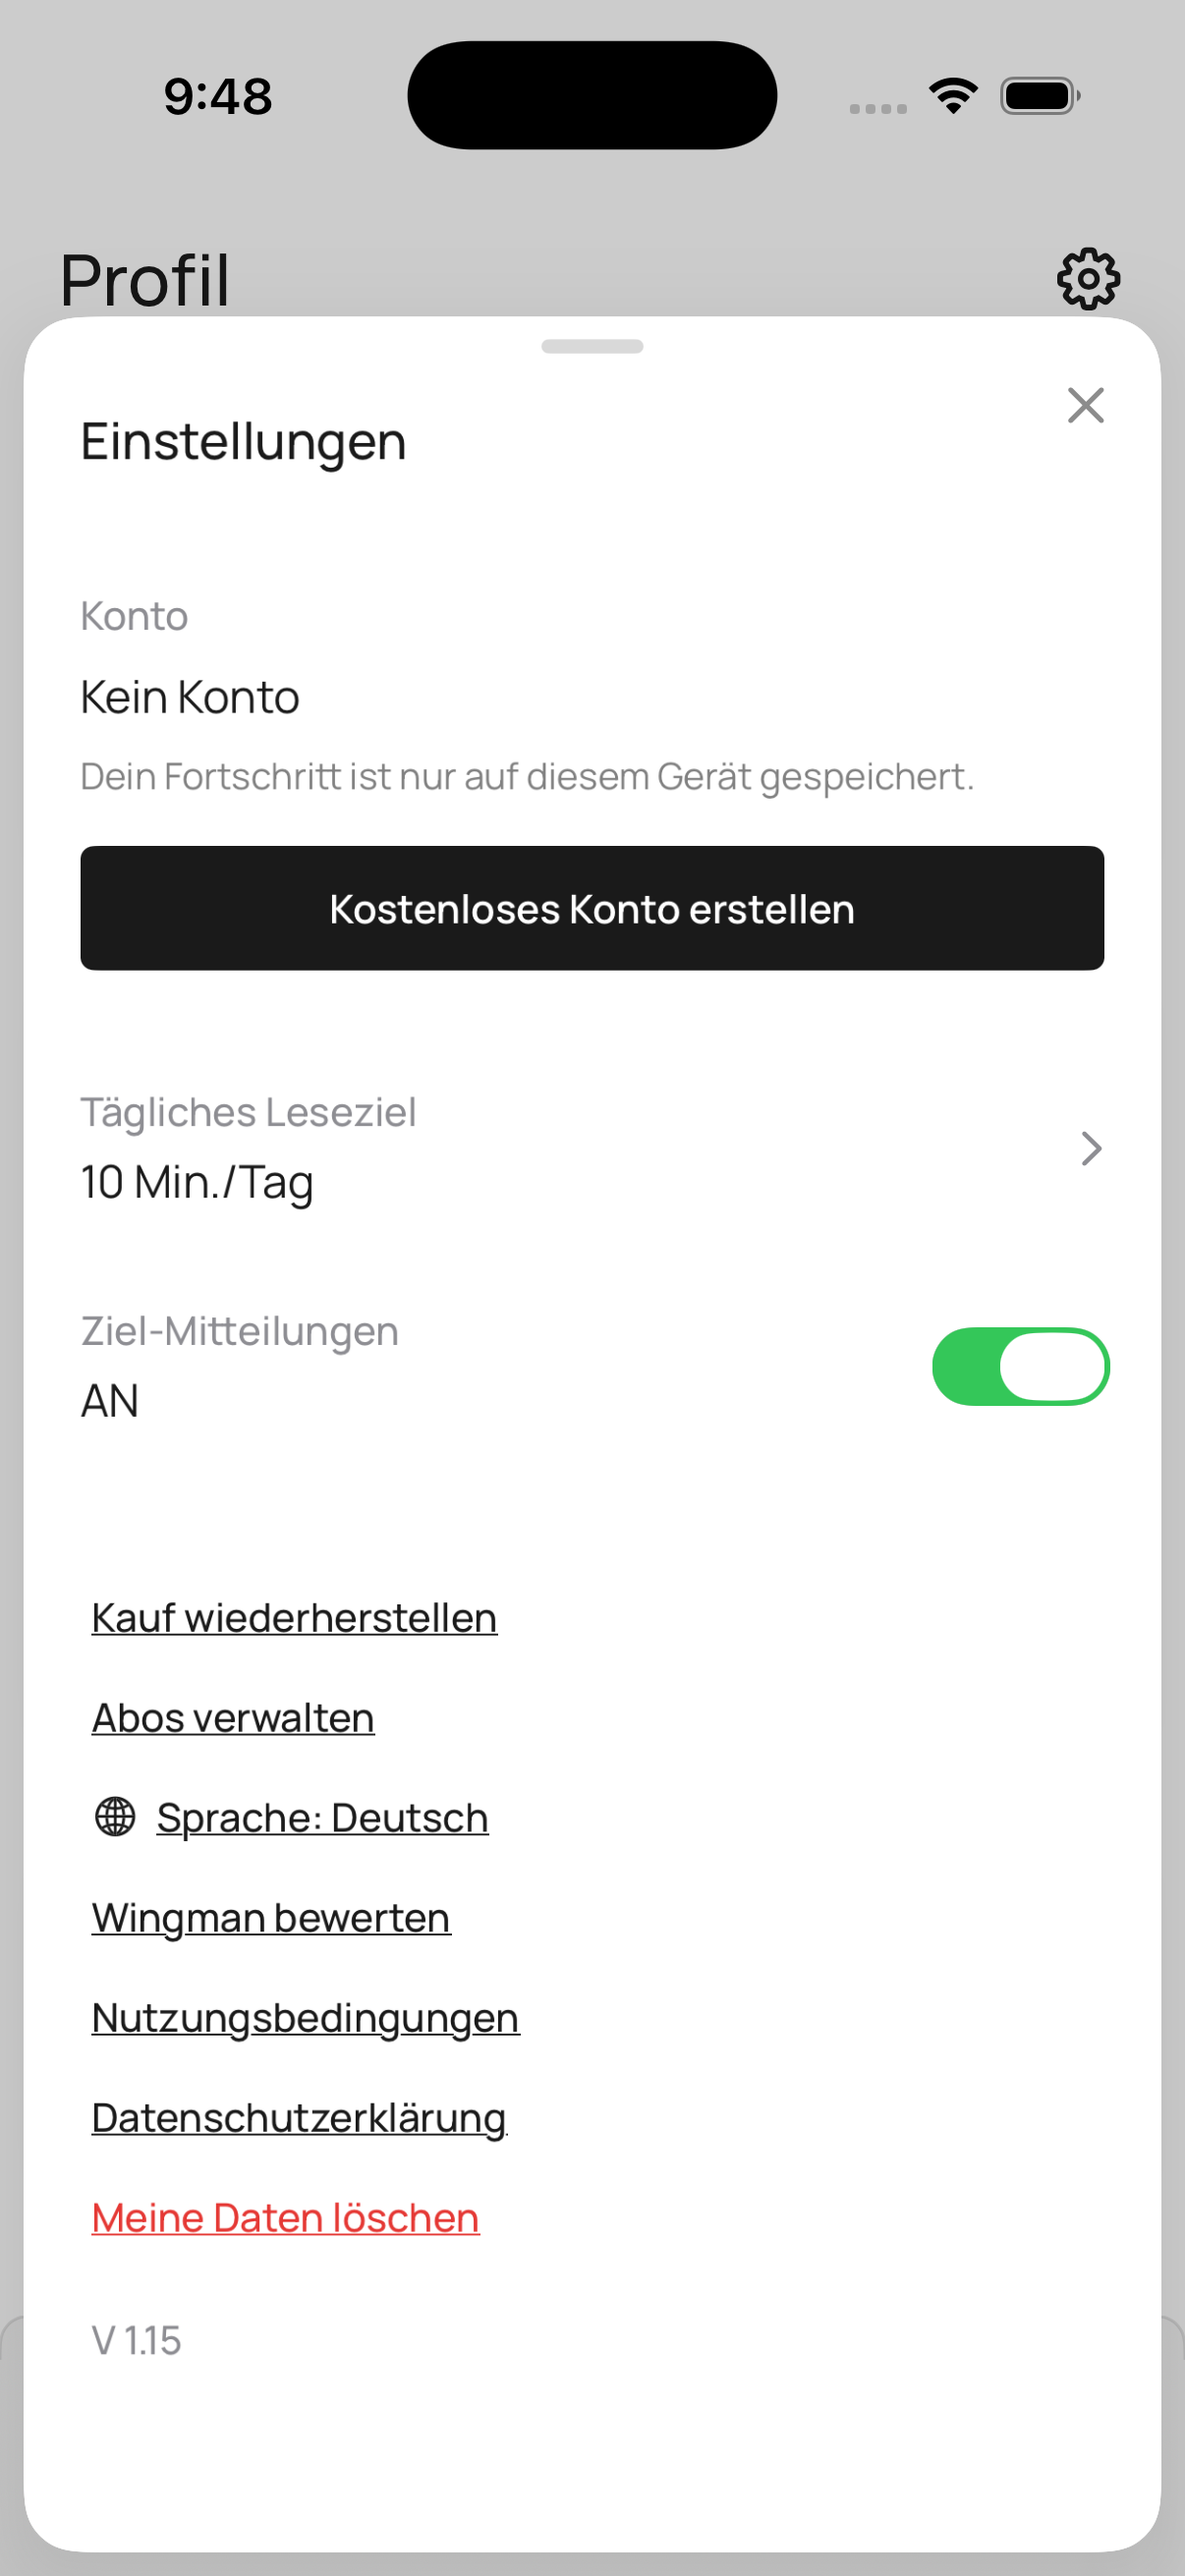 9:48
Profil
Einstellungen
Konto
Kein Konto
Dein Fortschritt ist nur auf diesem Gerät gespeichert.
Kostenloses Konto erstellen
Tägliches Leseziel
10 Min./Tag
Ziel-Mitteilungen
AN
Kauf wiederherstellen
Abos verwalten
Sprache: Deutsch
Wingman bewerten
Nutzungsbedingungen
Datenschutzerklärung
Meine Daten löschen
V 1.15